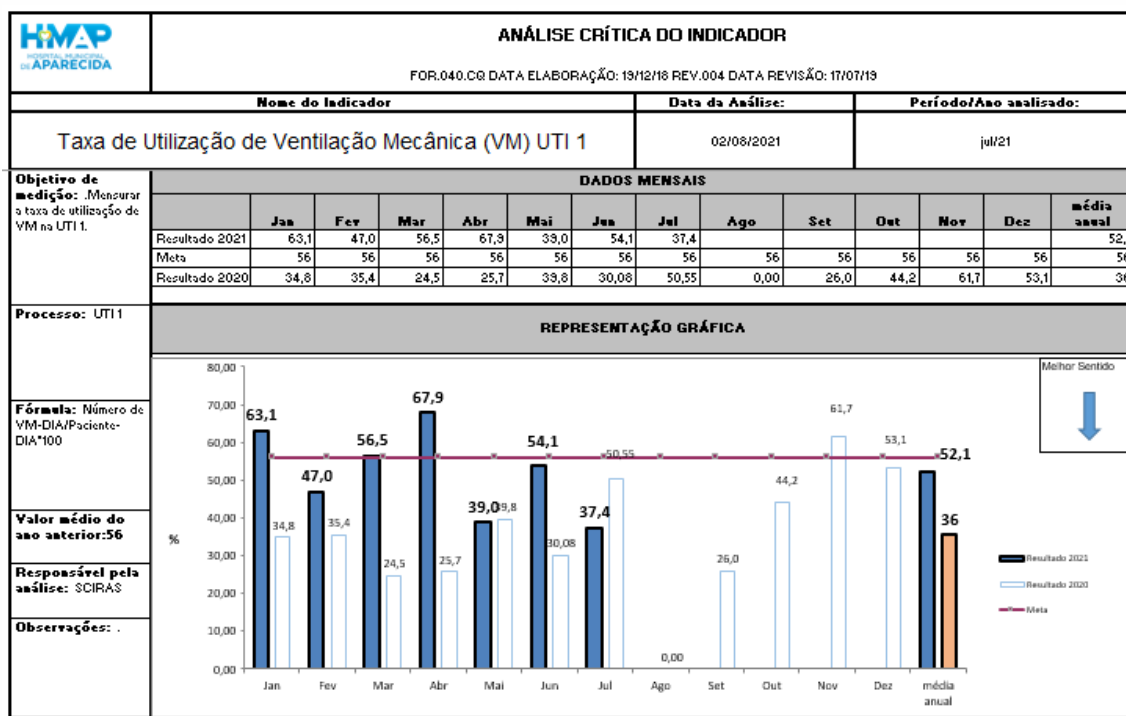 HMAP
HOSPITAL MUNICIPAL
DE APARECIDA
ANÁLISE CRÍTICA DO INDICADOR
FOR.040.CQ DATA ELABORAÇÃO: 19/12/18 REV.004 DATA REVISÃO: 17/07/19
Nome do Indicador Data da Análise: Período/Ano analisado:
Taxa de Utilização de Ventilação Mecânica (VM) UTI 1 02/08/2021 jul/21
Objetivo de
medição: .Mensurar
a taxa de utilização de
VM na UTI 1.
DADOS MENSAIS
Jan Fev Mar Abr Mai Jun Jul Ago Set Out Nov Dez média anual
Resultado 2021 63,1 47,0 56,5 67,9 39,0 54,1 37,4 52,
Meta 56 56 56 56 56 56 56 56 56 56 56 56 56
Resultado 2020 34,8 35,4 24,5 25,7 39,8 30,08 50,55 0,00 26,0 44,2 61,7 53,1 36
Processo: UTI 1
REPRESENTAÇÃO GRÁFICA
Fórmula: Número de
VM-DIA/Paciente-
DIA*100
Valor médio do
ano anterior:56
Responsável pela
análise: SCIRAS
Observações: .
Melhor Sentido
80,00
70,00
60,00
50,00
40,00
30,00
20,00
10,00
0,00
%
63,1 47,0 56,5 67,9 39,0 54,1 37,4 52,1
34,8 35,4 24,5 25,7 39,8 30,08 50,55 0,00 26,0 44,2 61,7 53,1 36
Jan Fev Mar Abr Mai Jun Jul Ago Set Out Nov Dez média
anual
Resultado 2021
Resultado 2020
Meta